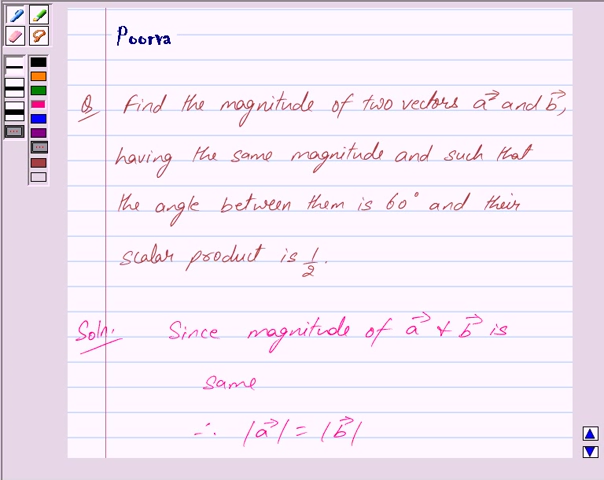 Poorva
Q Find the magnitude of two vectors a⃗ and b⃗,
having the same magnitude and such that
the angle between them is 60° and their
scalar product is 1/2.
Soln: Since magnitude of a⃗ & b⃗ is
same
∴ |a⃗| = |b⃗|